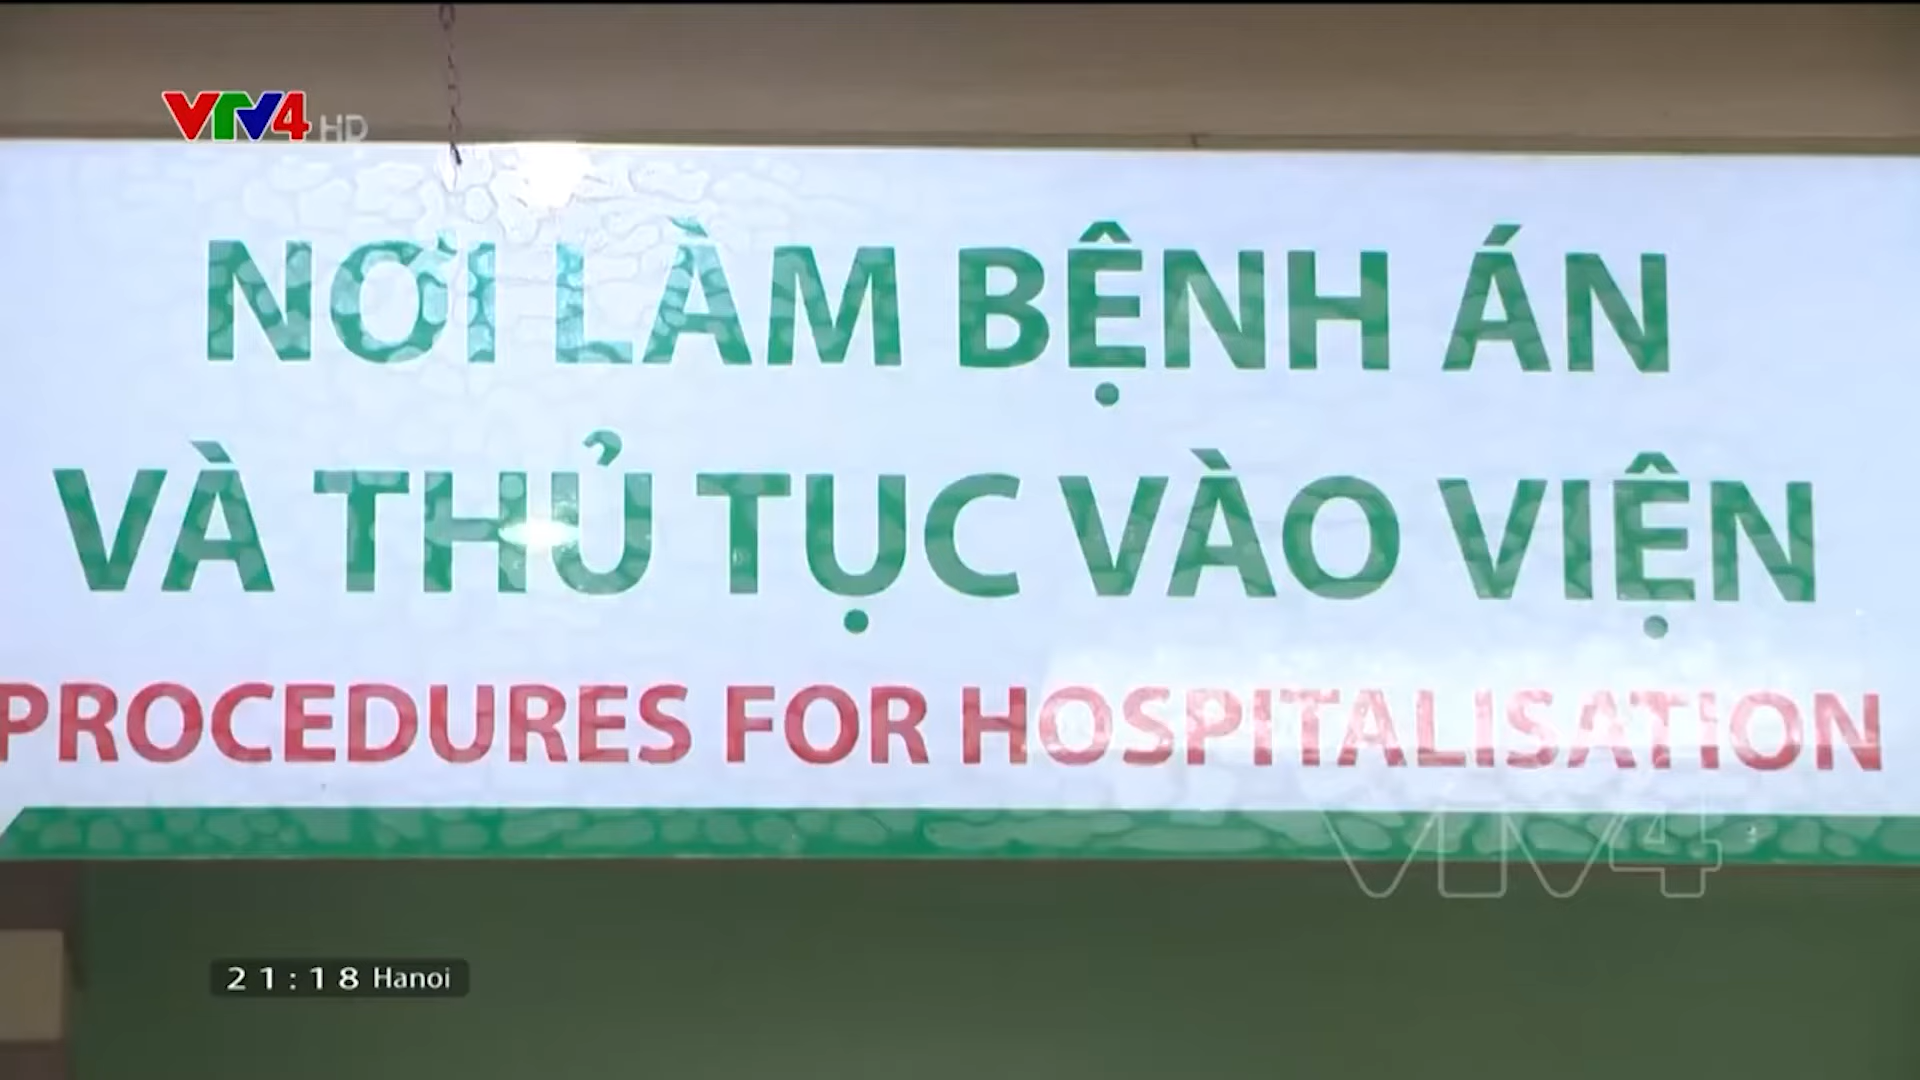 VTV4 HD
NƠI LÀM BỆNH ÁN
VÀ THỦ TỤC VÀO VIỆN
PROCEDURES FOR HOSPITALISATION
VTV4
21:18 Hanoi